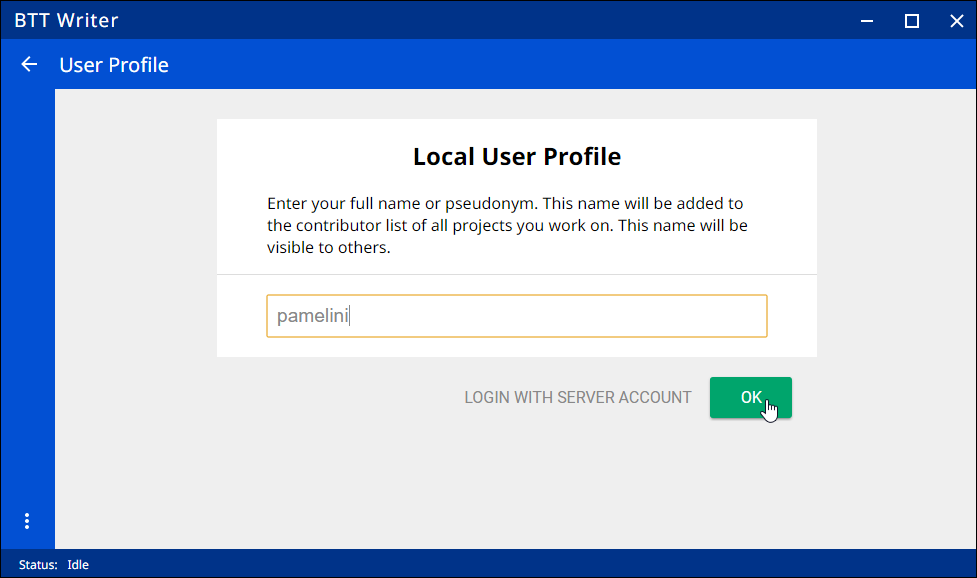 BTT Writer
User Profile
Local User Profile
Enter your full name or pseudonym. This name will be added to
the contributor list of all projects you work on. This name will be
visible to others.
pamelini
LOGIN WITH SERVER ACCOUNT
OK
Status: Idle